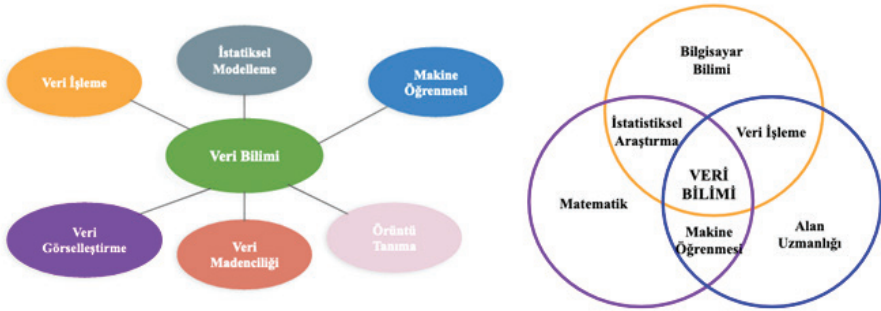 Veri İşleme
İstatiksel
Modelleme
Makine
Öğrenmesi
Veri Bilimi
Veri
Görselleştirme
Veri
Madenciliği
Örüntü
Tanıma
Bilgisayar
Bilimi
İstatistiksel
Araştırma
Veri İşleme
VERİ
BİLİMİ
Matematik
Makine
Öğrenmesi
Alan
Uzmanlığı